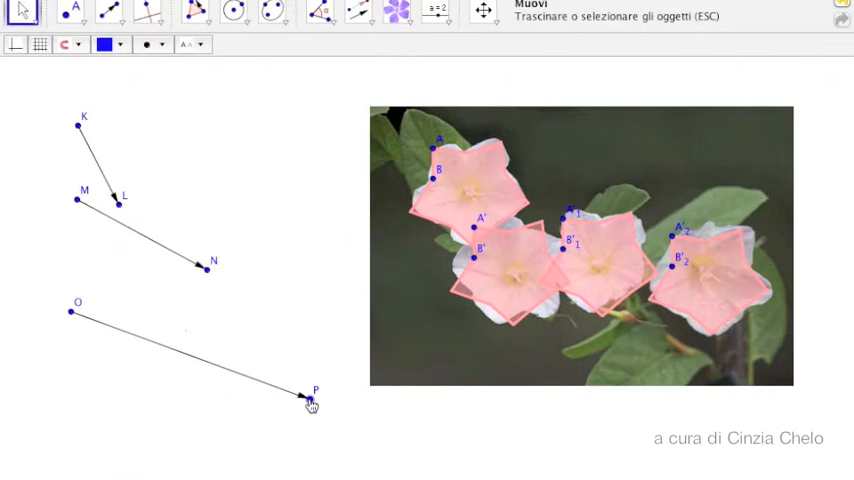 Muovi
Trascinare o selezionare gli oggetti (ESC)
A
α
a = 2
A A
K
L
M
N
O
P
A
B
A'
B'
A'1
B'1
A'2
B'2
a cura di Cinzia Chelo